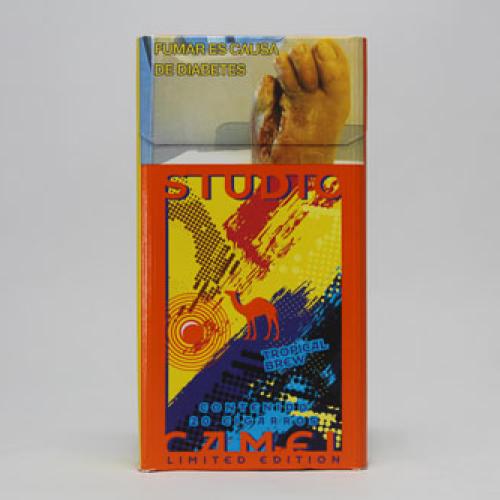 FUMAR ES CAUSA
DE DIABETES
STUDIO
TROPICAL
BREW
CONTENIDO
20 CIGARROS
CAMEL
LIMITED EDITION